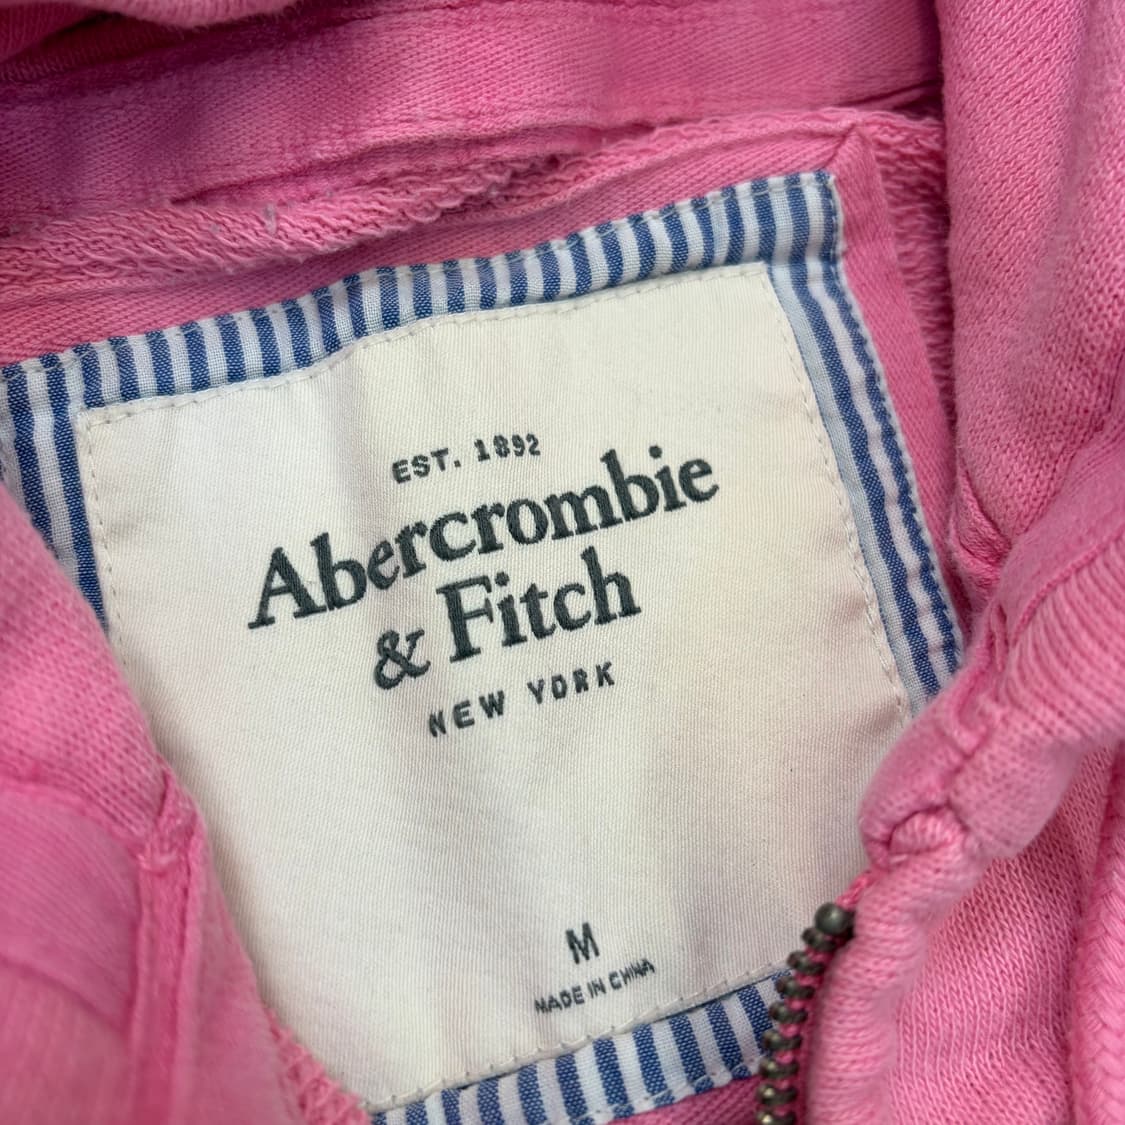 EST. 1892
Abercrombie
& Fitch
NEW YORK
M
MADE IN CHINA